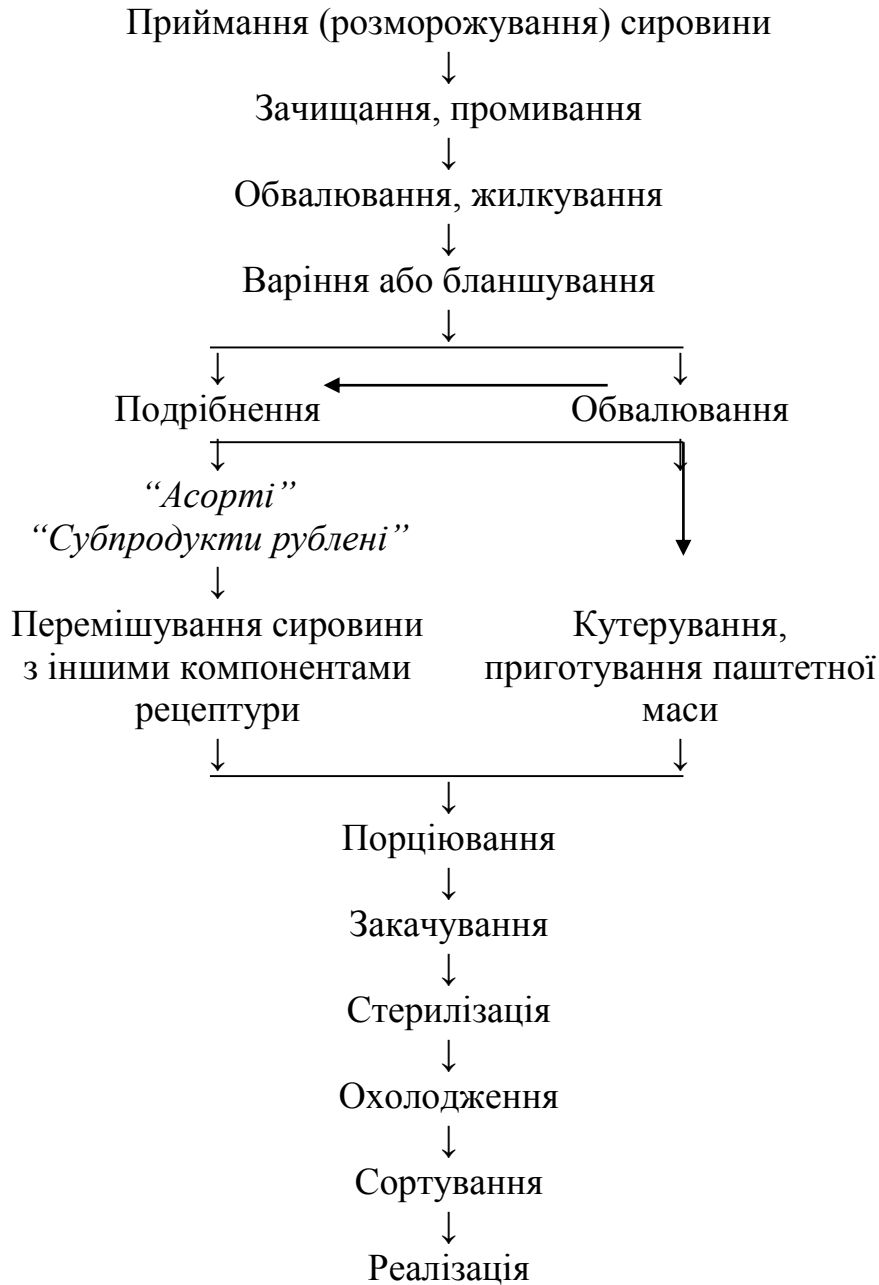 Приймання (розморожування) сировини
↓
Зачищання, промивання
↓
Обвалювання, жилкування
↓
Варіння або бланшування
↓
↓ ↓
Подрібнення Обвалювання
↓ ↓
“Асорті”
“Субпродукти рублені”
↓
Перемішування сировини Кутерування,
з іншими компонентами приготування паштетної
рецептури маси
↓ ↓
↓
Порціювання
↓
Закачування
↓
Стерилізація
↓
Охолодження
↓
Сортування
↓
Реалізація